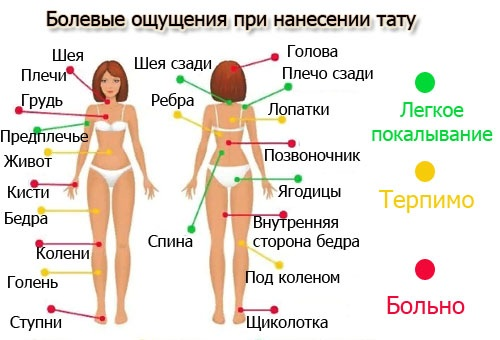 Болевые ощущения при нанесении тату
Шея
Плечи
Грудь
Предплечье
Живот
Кисти
Бедра
Колени
Голень
Ступни
Шея сзади
Ребра
Спина
Голова
Плечо сзади
Лопатки
Позвоночник
Ягодицы
Внутренняя
сторона бедра
Под коленом
Щиколотка
Легкое
покалывание
Терпимо
Больно